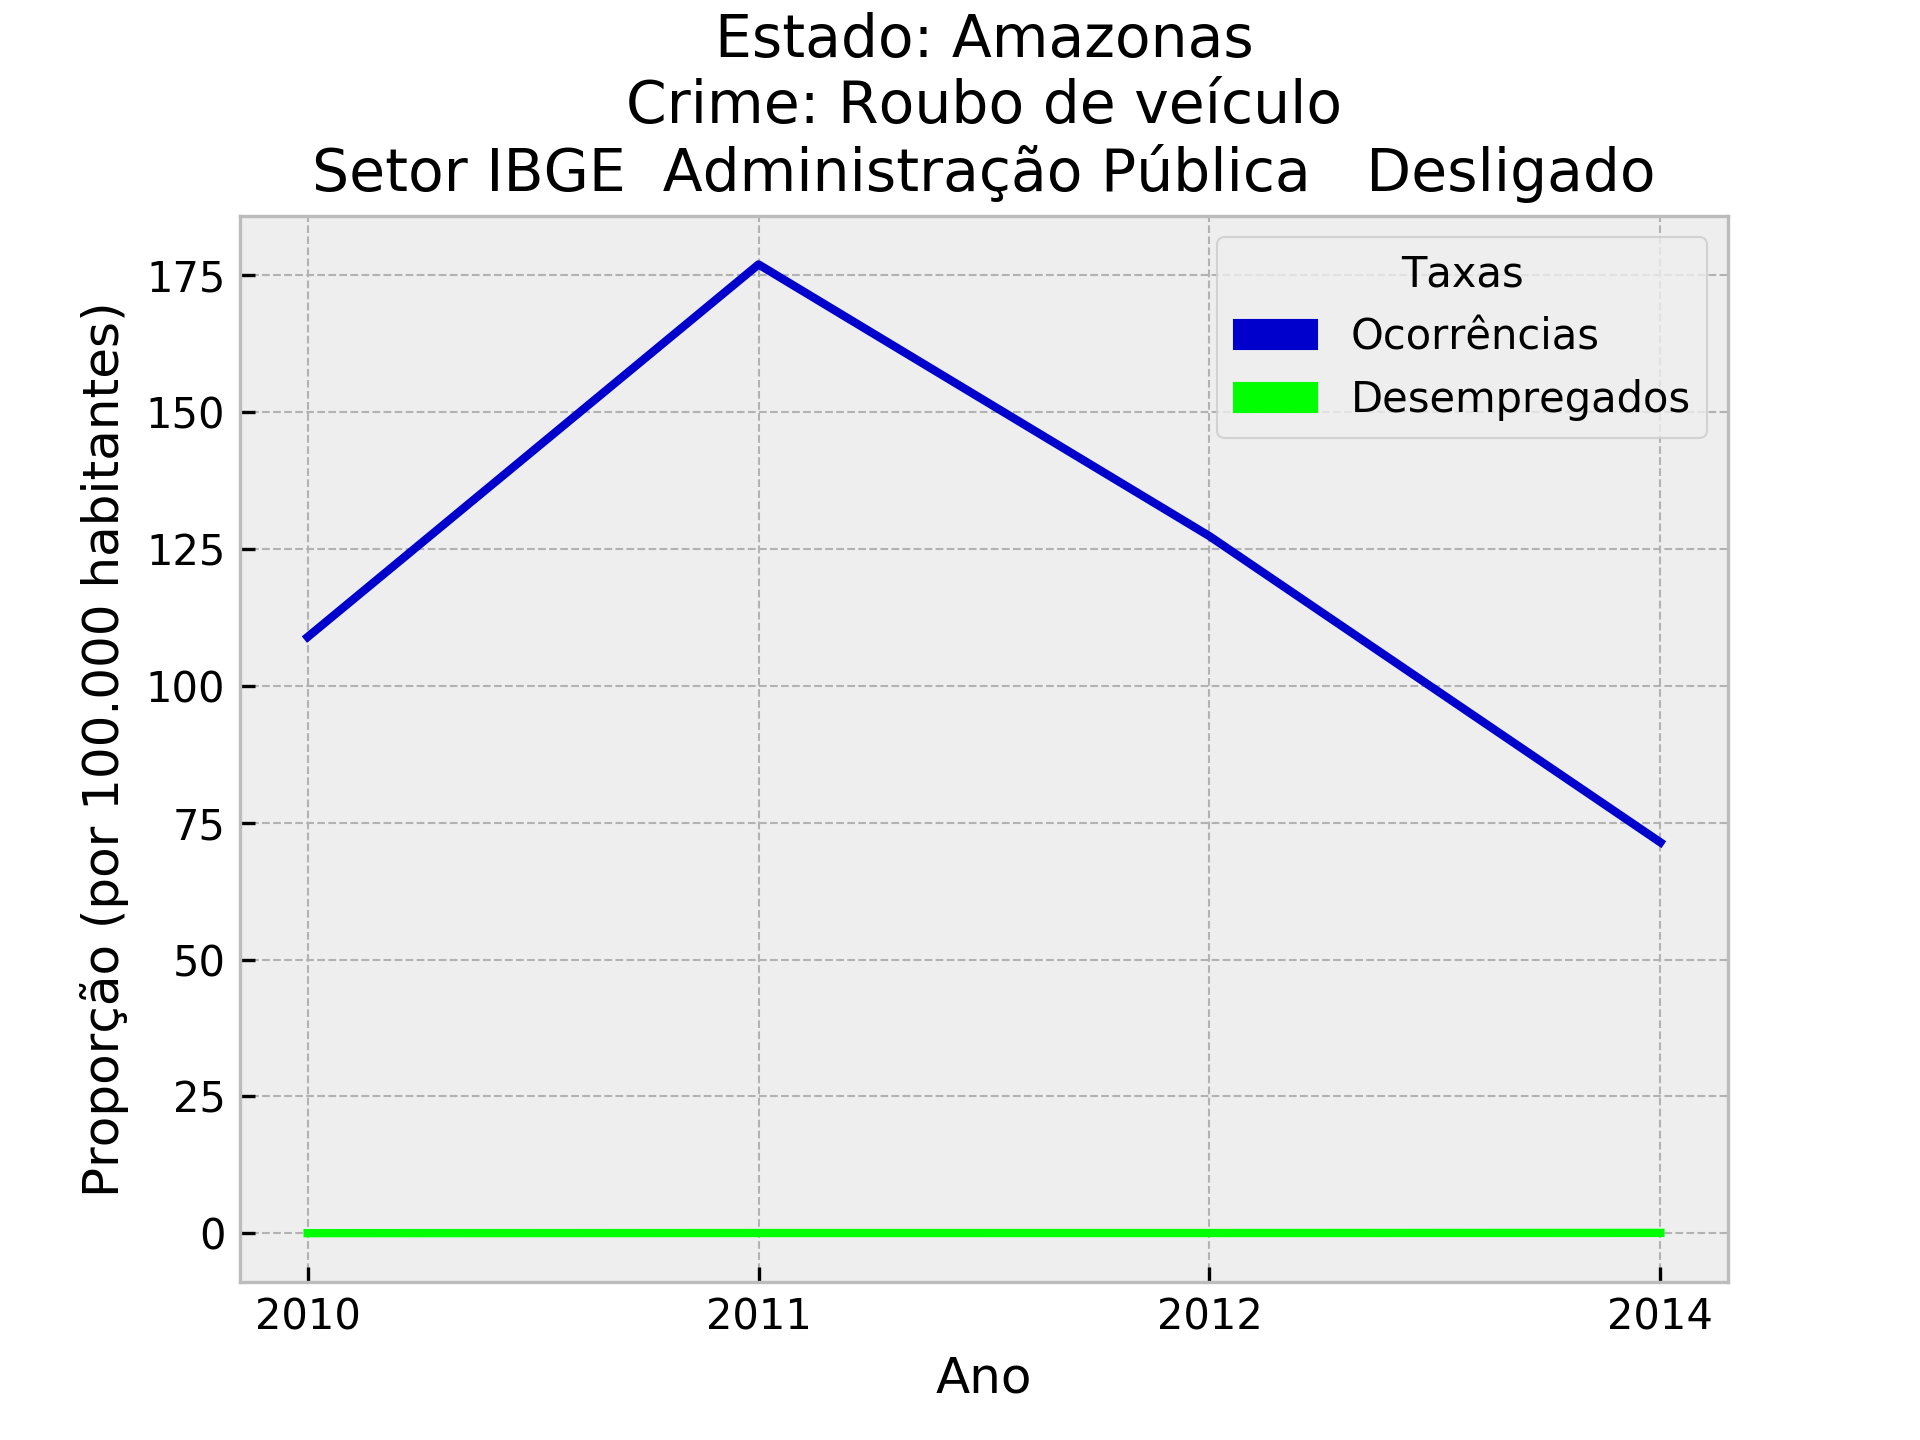 Estado: Amazonas
Crime: Roubo de veículo
Setor IBGE  Administração Pública   Desligado
Proporção (por 100.000 habitantes)
175
150
125
100
75
50
25
0
Taxas
Ocorrências
Desempregados
2010
2011
2012
2014
Ano